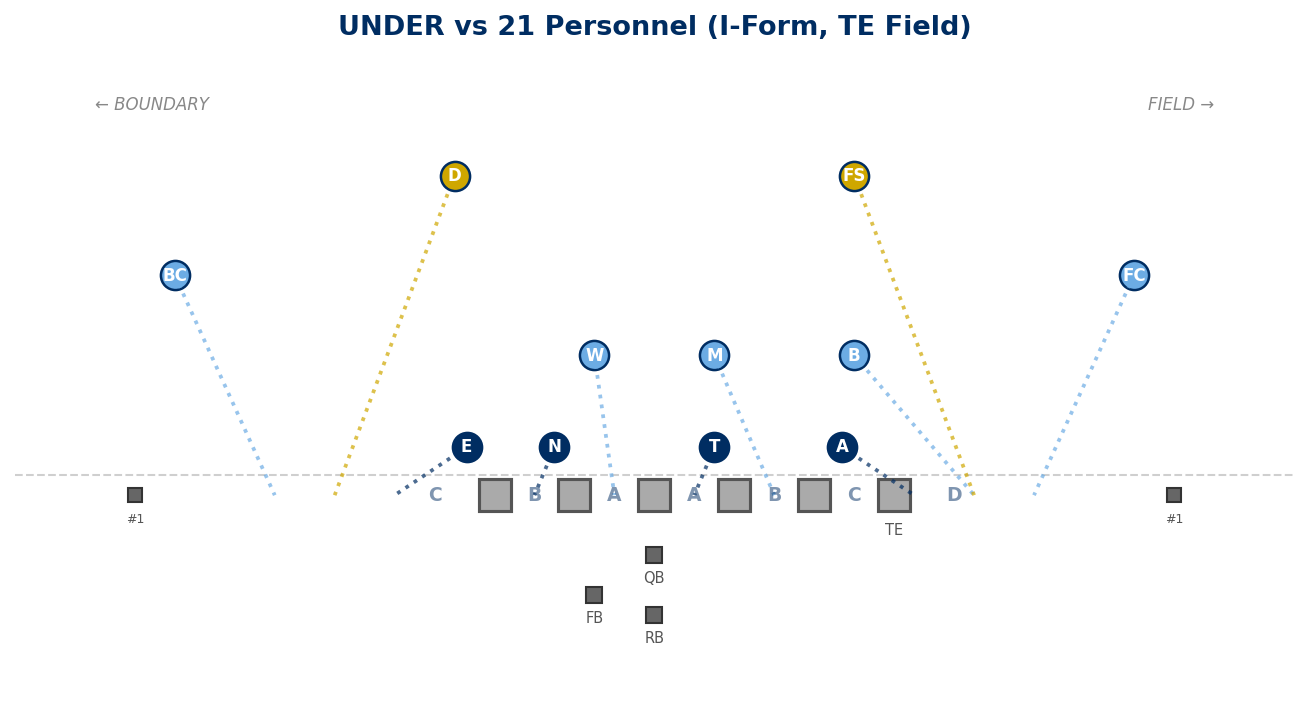 UNDER vs 21 Personnel (I-Form, TE Field)
← BOUNDARY FIELD →
D FS
BC FC
W M B
E N T A
C B A A B C D
#1 #1
TE
QB
FB
RB